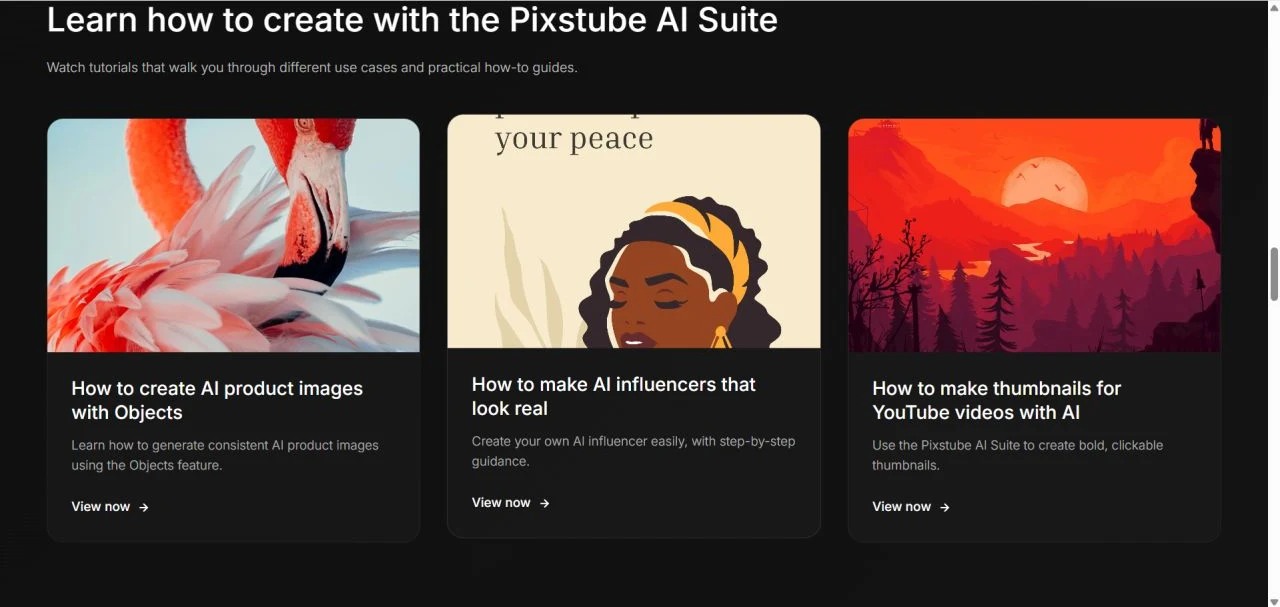 Learn how to create with the Pixstube AI Suite
Watch tutorials that walk you through different use cases and practical how-to guides.
your peace
How to create AI product images
with Objects
Learn how to generate consistent AI product images
using the Objects feature.
View now →
How to make AI influencers that
look real
Create your own AI influencer easily, with step-by-step
guidance.
View now →
How to make thumbnails for
YouTube videos with AI
Use the Pixstube AI Suite to create bold, clickable
thumbnails.
View now →